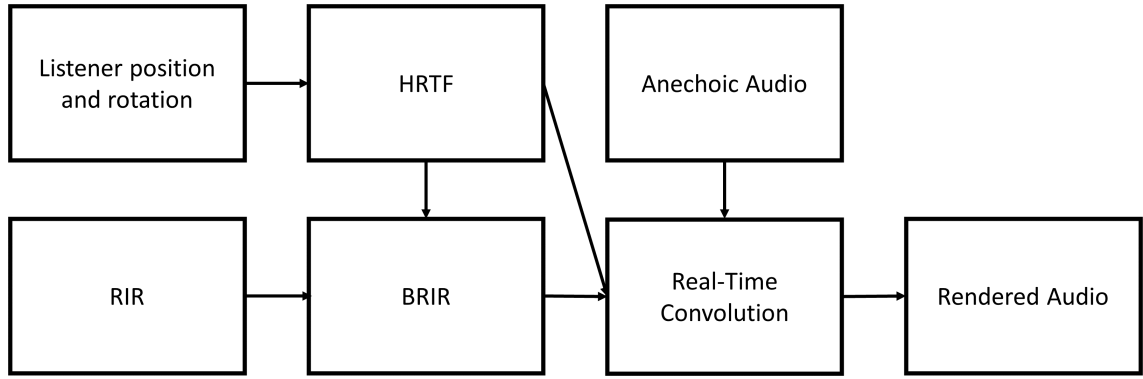 Listener position
and rotation
HRTF
Anechoic Audio
RIR
BRIR
Real-Time
Convolution
Rendered Audio